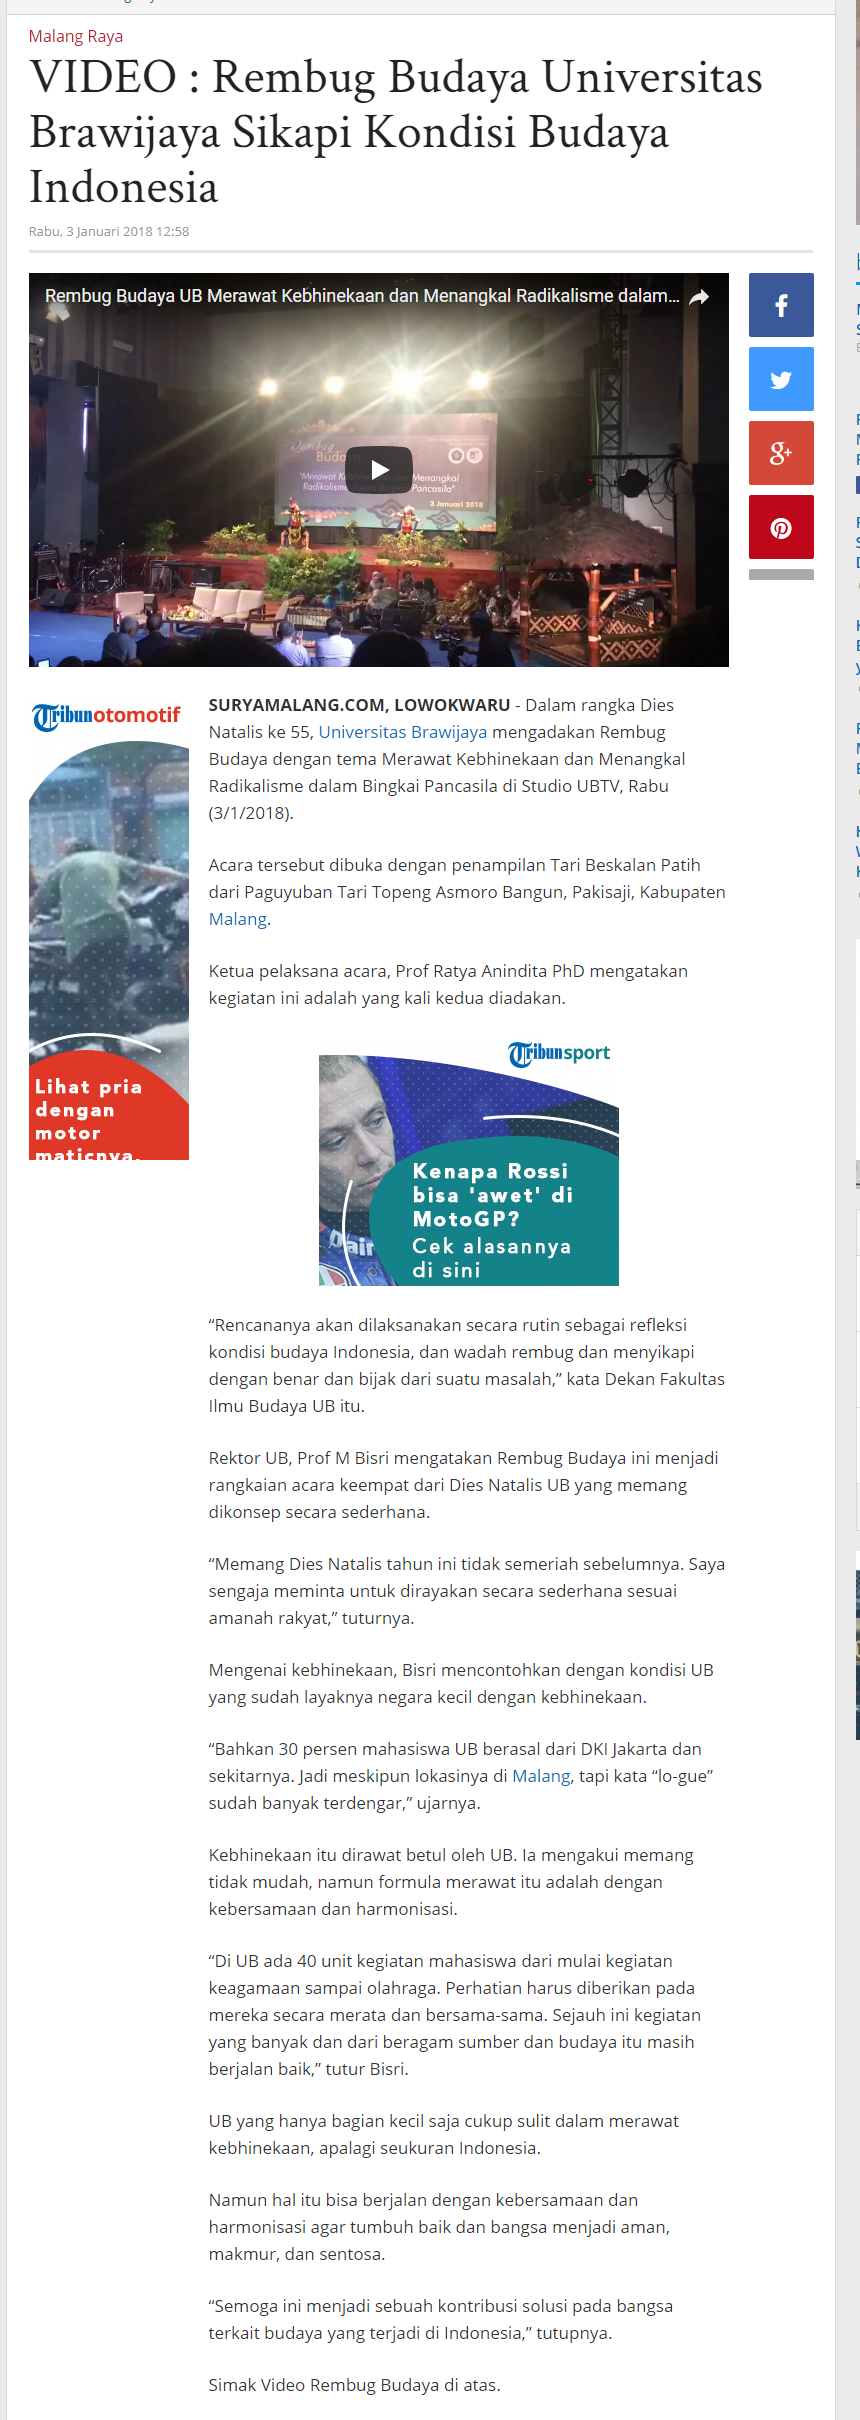 Malang Raya
VIDEO : Rembug Budaya Universitas
Brawijaya Sikapi Kondisi Budaya
Indonesia
Rabu, 3 Januari 2018 12:58
Rembug Budaya UB Merawat Kebhinekaan dan Menangkal Radikalisme dalam...
Rembug
Budaya
"Merawat Kebhinekaan dan Menangkal
Radikalisme dalam Bingkai Pancasila"
3 Januari 2018
Tribunotomotif
Lihat pria
dengan
motor
maticnya.
SURYAMALANG.COM, LOWOKWARU - Dalam rangka Dies
Natalis ke 55, Universitas Brawijaya mengadakan Rembug
Budaya dengan tema Merawat Kebhinekaan dan Menangkal
Radikalisme dalam Bingkai Pancasila di Studio UBTV, Rabu
(3/1/2018).
Acara tersebut dibuka dengan penampilan Tari Beskalan Patih
dari Paguyuban Tari Topeng Asmoro Bangun, Pakisaji, Kabupaten
Malang.
Ketua pelaksana acara, Prof Ratya Anindita PhD mengatakan
kegiatan ini adalah yang kali kedua diadakan.
Tribunsport
Kenapa Rossi
bisa 'awet' di
MotoGP?
Cek alasannya
di sini
“Rencananya akan dilaksanakan secara rutin sebagai refleksi
kondisi budaya Indonesia, dan wadah rembug dan menyikapi
dengan benar dan bijak dari suatu masalah,” kata Dekan Fakultas
Ilmu Budaya UB itu.
Rektor UB, Prof M Bisri mengatakan Rembug Budaya ini menjadi
rangkaian acara keempat dari Dies Natalis UB yang memang
dikonsep secara sederhana.
“Memang Dies Natalis tahun ini tidak semeriah sebelumnya. Saya
sengaja meminta untuk dirayakan secara sederhana sesuai
amanah rakyat,” tuturnya.
Mengenai kebhinekaan, Bisri mencontohkan dengan kondisi UB
yang sudah layaknya negara kecil dengan kebhinekaan.
“Bahkan 30 persen mahasiswa UB berasal dari DKI Jakarta dan
sekitarnya. Jadi meskipun lokasinya di Malang, tapi kata “lo-gue”
sudah banyak terdengar,” ujarnya.
Kebhinekaan itu dirawat betul oleh UB. Ia mengakui memang
tidak mudah, namun formula merawat itu adalah dengan
kebersamaan dan harmonisasi.
“Di UB ada 40 unit kegiatan mahasiswa dari mulai kegiatan
keagamaan sampai olahraga. Perhatian harus diberikan pada
mereka secara merata dan bersama-sama. Sejauh ini kegiatan
yang banyak dan dari beragam sumber dan budaya itu masih
berjalan baik,” tutur Bisri.
UB yang hanya bagian kecil saja cukup sulit dalam merawat
kebhinekaan, apalagi seukuran Indonesia.
Namun hal itu bisa berjalan dengan kebersamaan dan
harmonisasi agar tumbuh baik dan bangsa menjadi aman,
makmur, dan sentosa.
“Semoga ini menjadi sebuah kontribusi solusi pada bangsa
terkait budaya yang terjadi di Indonesia,” tutupnya.
Simak Video Rembug Budaya di atas.